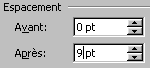 Espacement
Avant: 0 pt
Après: 9 pt